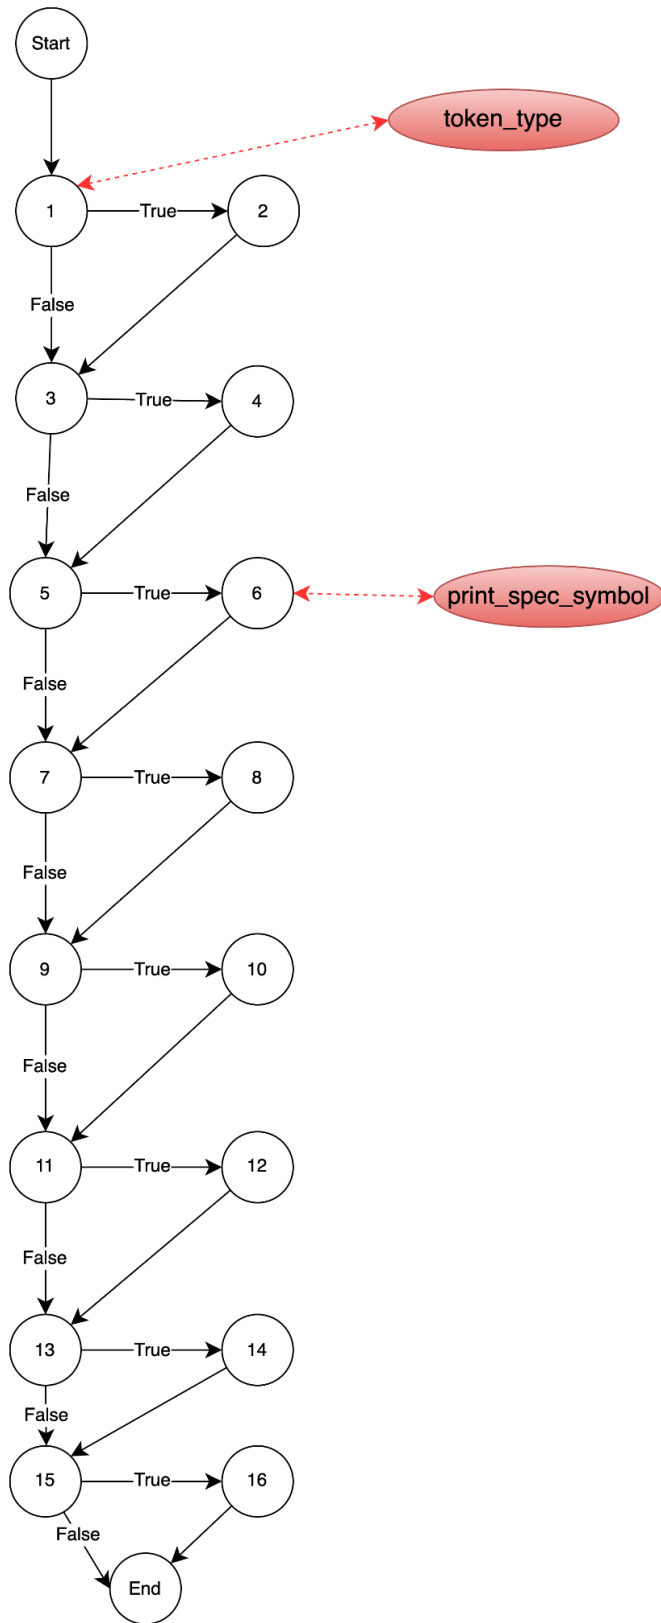 Start
token_type
1
True
2
False
3
True
4
False
5
True
6
print_spec_symbol
False
7
True
8
False
9
True
10
False
11
True
12
False
13
True
14
False
15
True
16
False
End